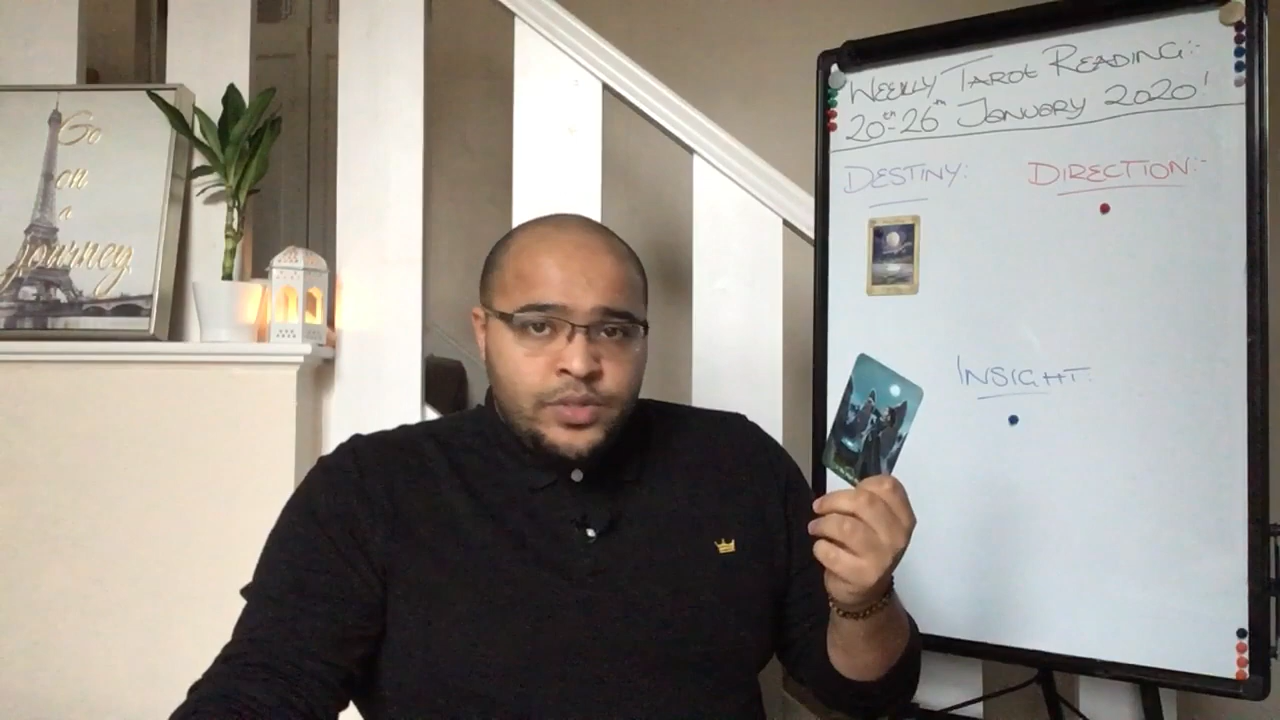 Go
on
a
journey
WEEKLY TAROT READING:-
20th-26th JANUARY 2020!
DESTINY:
DIRECTION:-
INSIGHT: